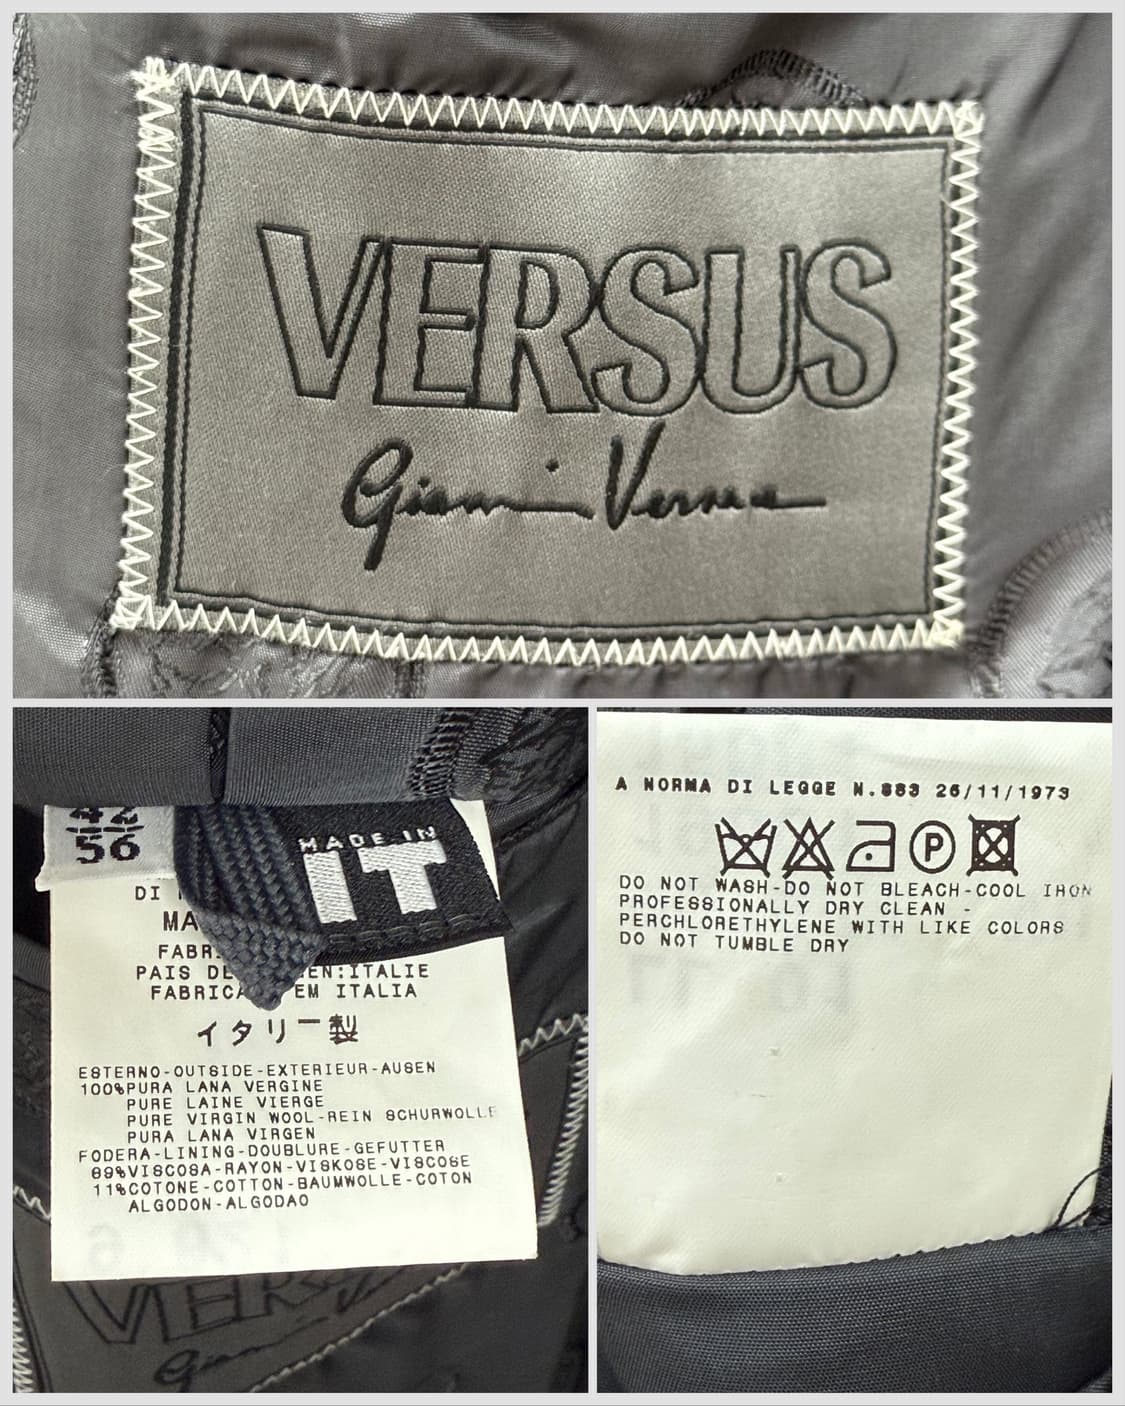 VERSUS
Gianni Versace
42
56
MADE IN
IT
DI
MA
FABR
PAIS DE EN:ITALIE
FABRICA EM ITALIA
イタリー製
ESTERNO-OUTSIDE-EXTERIEUR-AUSEN
100%PURA LANA VERGINE
PURE LAINE VIERGE
PURE VIRGIN WOOL-REIN SCHURWOLLE
PURA LANA VIRGEN
FODERA-LINING-DOUBLURE-GEFUTTER
89%VISCOSA-RAYON-VISKOSE-VISCOSE
11%COTONE-COTTON-BAUMWOLLE-COTON
ALGODON-ALGODAO
VERSUS
A NORMA DI LEGGE N.883 26/11/1973
P
DO NOT WASH-DO NOT BLEACH-COOL IRON
PROFESSIONALLY DRY CLEAN -
PERCHLORETHYLENE WITH LIKE COLORS
DO NOT TUMBLE DRY